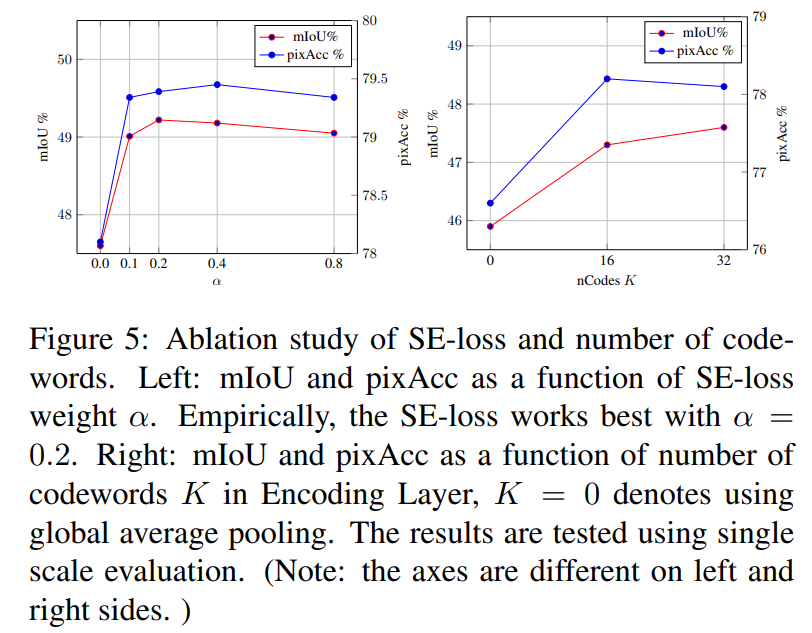 mIoU%
pixAcc %
50
49
48
mIoU %
80
79.5
79
78.5
78
pixAcc %
0.0 0.1 0.2 0.4 0.8
α
mIoU%
pixAcc %
49
48
47
46
mIoU %
79
78
77
76
pixAcc %
0 16 32
nCodes K
Figure 5: Ablation study of SE-loss and number of code-
words. Left: mIoU and pixAcc as a function of SE-loss
weight α. Empirically, the SE-loss works best with α =
0.2. Right: mIoU and pixAcc as a function of number of
codewords K in Encoding Layer, K = 0 denotes using
global average pooling. The results are tested using single
scale evaluation. (Note: the axes are different on left and
right sides. )